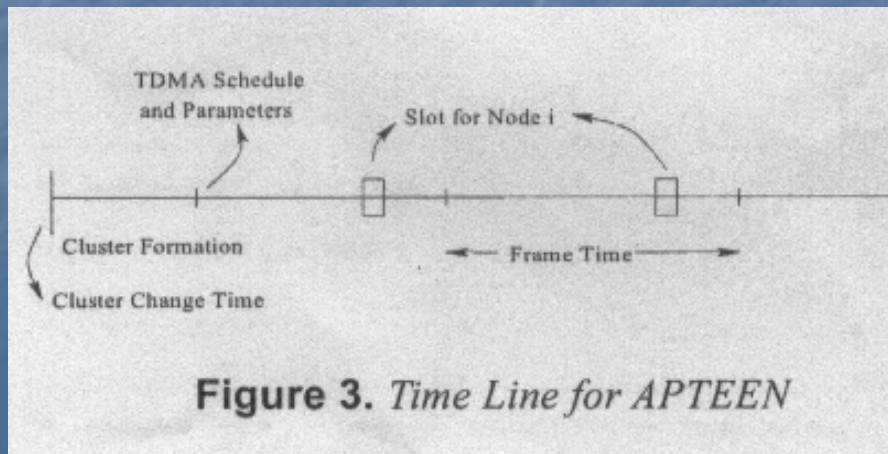 TDMA Schedule
and Parameters
Slot for Node i
Cluster Formation
Frame Time
Cluster Change Time
Figure 3. Time Line for APTEEN